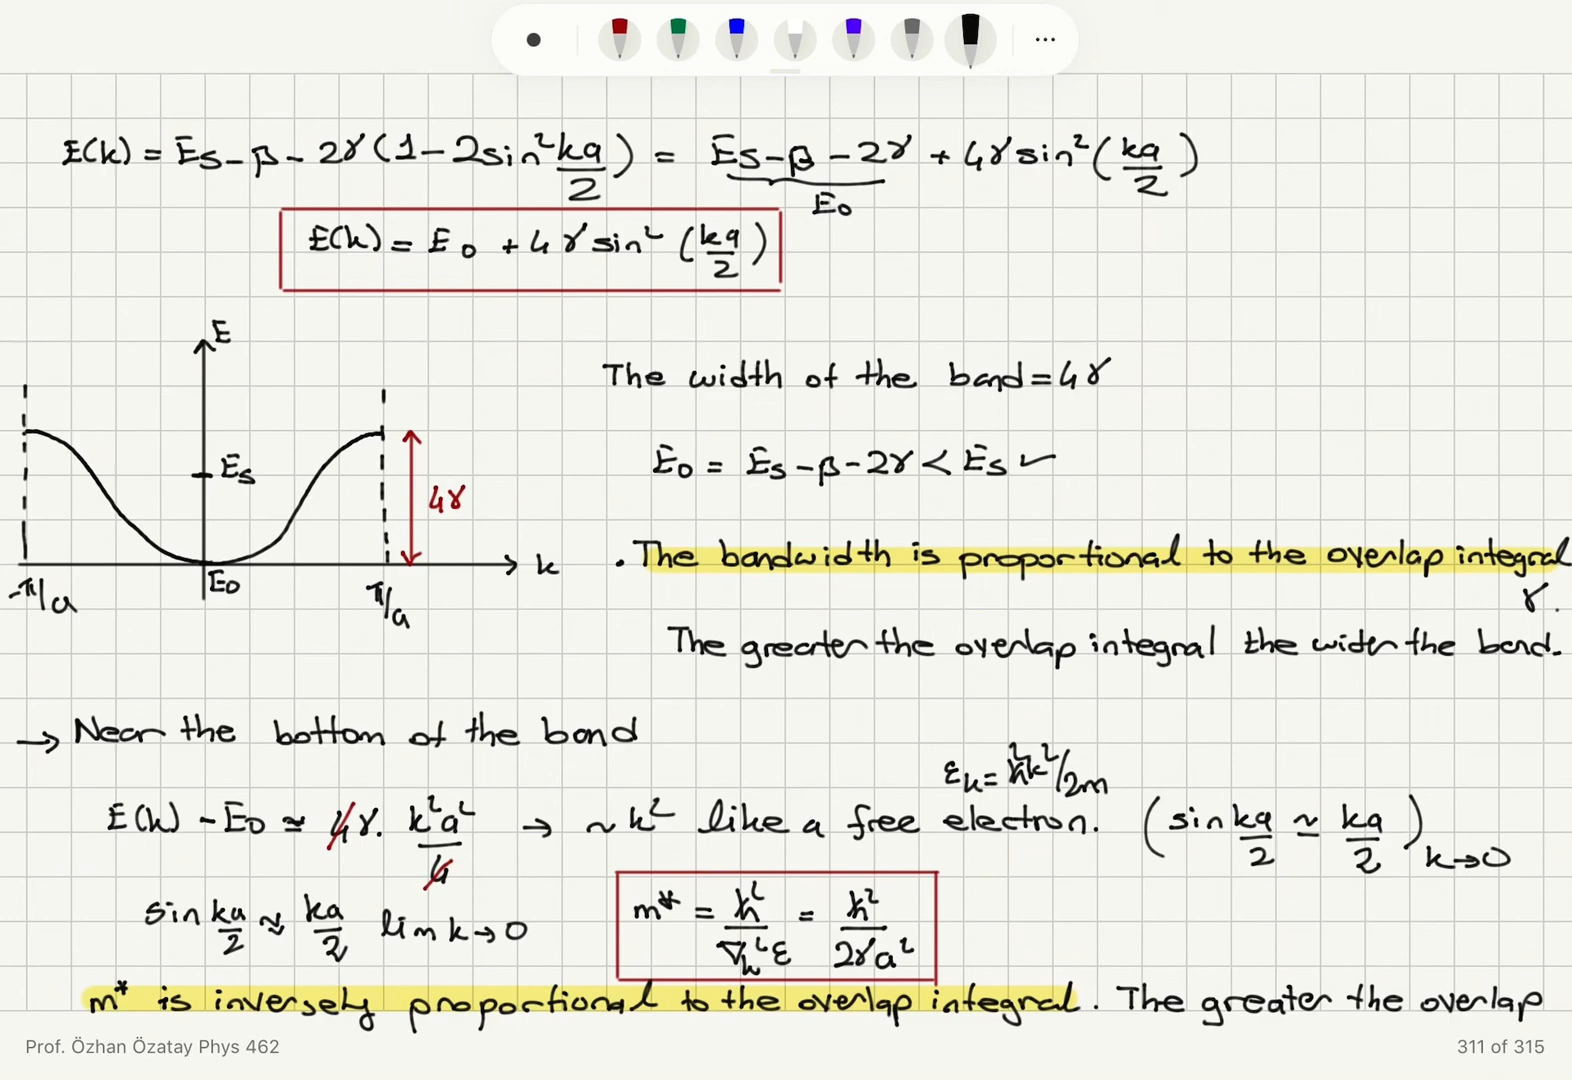 E(k) = Es - β - 2γ (1 - 2sin² ka/2) = Es - β - 2γ + 4γ sin² (ka/2)
E₀
E(k) = E₀ + 4γ sin² (ka/2)
E
The width of the band = 4γ
Es
E₀ = Es - β - 2γ < Es ✓
4γ
k
. The bandwidth is proportional to the overlap integral
-π/a
E₀
π/a
γ.
The greater the overlap integral the wider the band.
→ Near the bottom of the band
εk = ħ²k²/2m
E(k) - E₀ ≃ 4γ. k²a²/4 → ~ k² like a free electron. (sin ka/2 ≃ ka/2) k→0
sin ka/2 ≈ ka/2 lim k→0
m* = ħ²/∇k²ε = ħ²/2γa²
m* is inversely proportional to the overlap integral. The greater the overlap
Prof. Özhan Özatay Phys 462
311 of 315